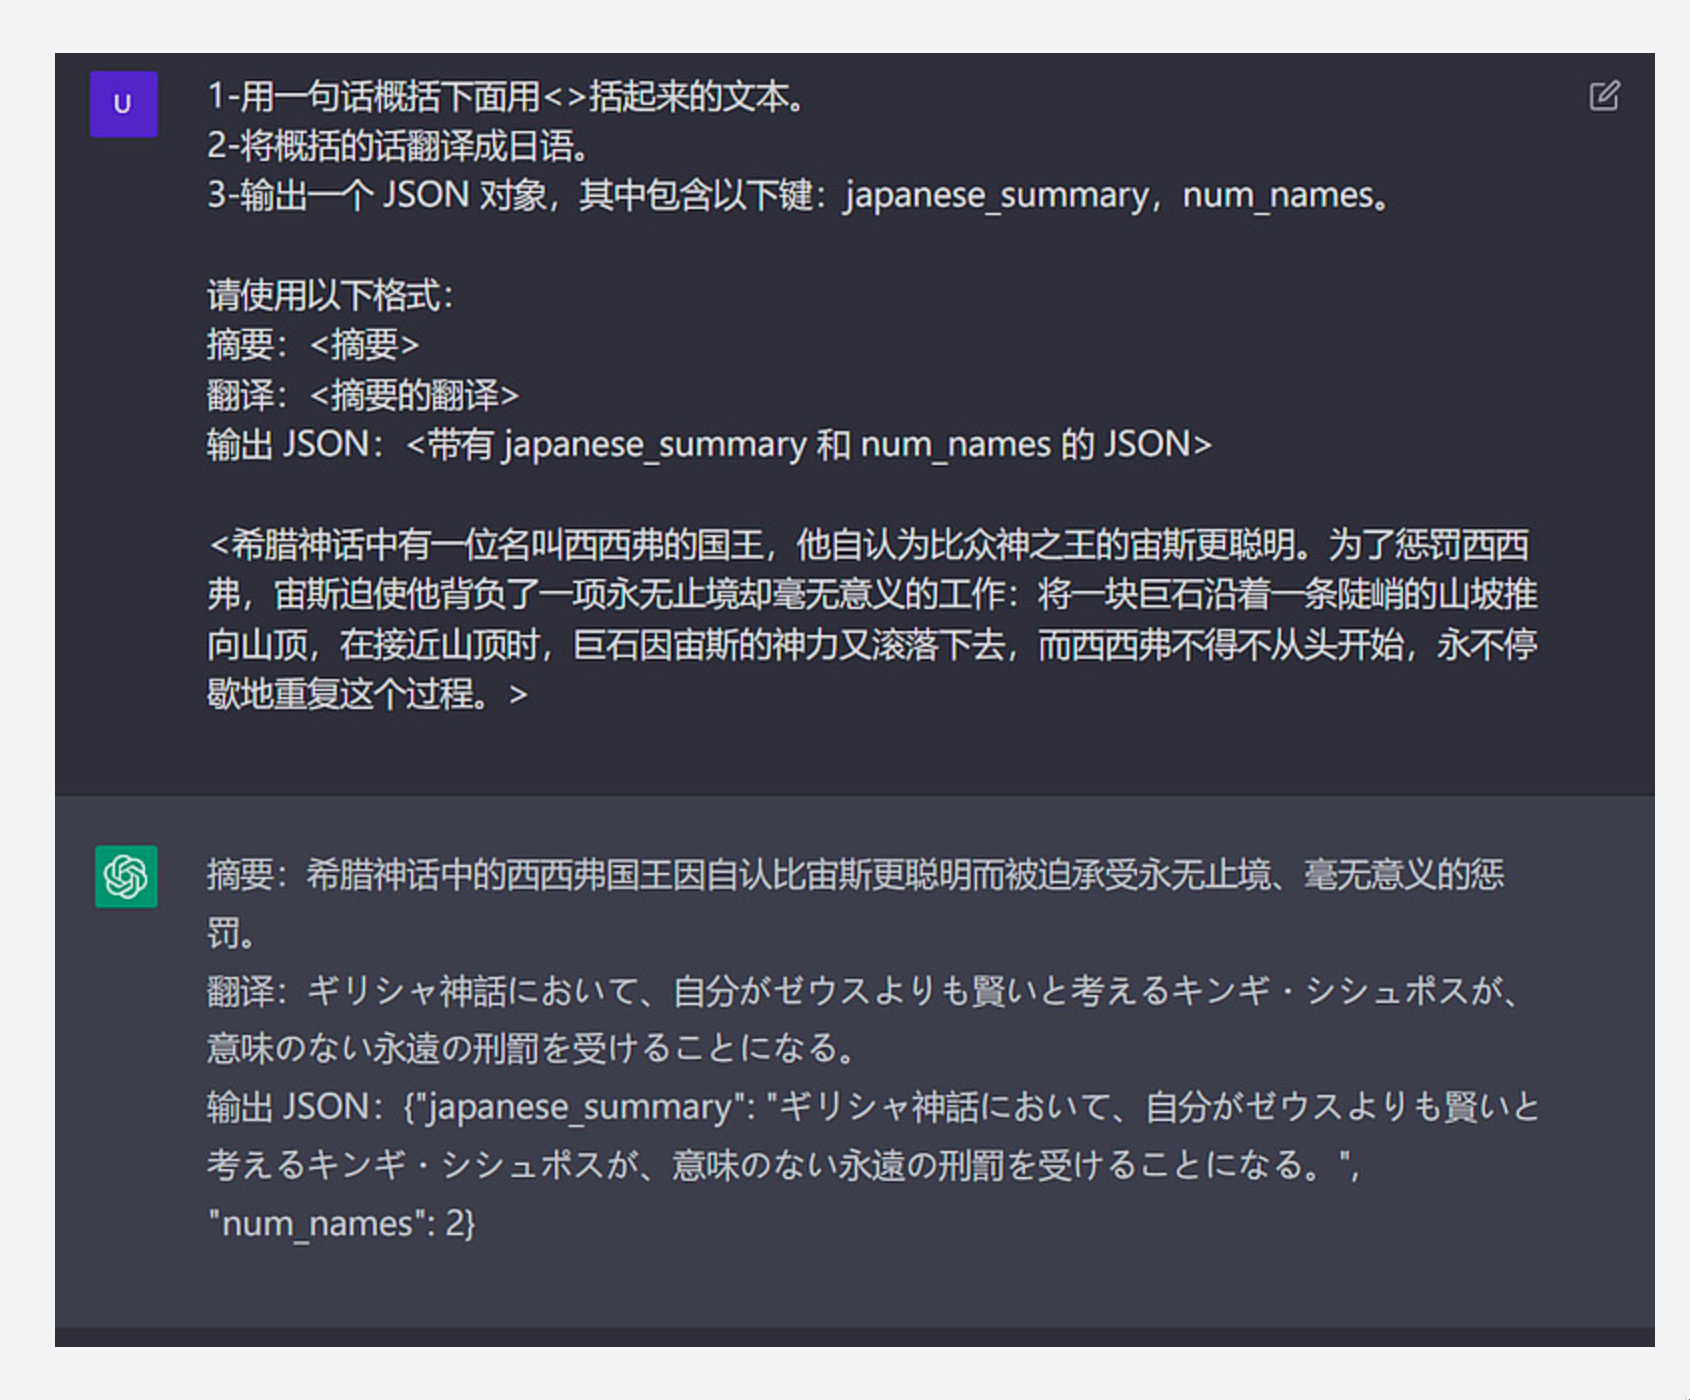 U
1-用一句话概括下面用<>括起来的文本。
2-将概括的话翻译成日语。
3-输出一个 JSON 对象，其中包含以下键：japanese_summary，num_names。
请使用以下格式：
摘要：<摘要>
翻译：<摘要的翻译>
输出 JSON：<带有 japanese_summary 和 num_names 的 JSON>
<希腊神话中有一位名叫西西弗的国王，他自认为比众神之王的宙斯更聪明。为了惩罚西西
弗，宙斯迫使他背负了一项永无止境却毫无意义的工作：将一块巨石沿着一条陡峭的山坡推
向山顶，在接近山顶时，巨石因宙斯的神力又滚落下去，而西西弗不得不从头开始，永不停
歇地重复这个过程。>
摘要：希腊神话中的西西弗国王因自认比宙斯更聪明而被迫承受永无止境、毫无意义的惩
罚。
翻译：ギリシャ神話において、自分がゼウスよりも賢いと考えるキンギ・シシュポスが、
意味のない永遠の刑罰を受けることになる。
输出 JSON：{"japanese_summary": "ギリシャ神話において、自分がゼウスよりも賢いと
考えるキンギ・シシュポスが、意味のない永遠の刑罰を受けることになる。",
"num_names": 2}